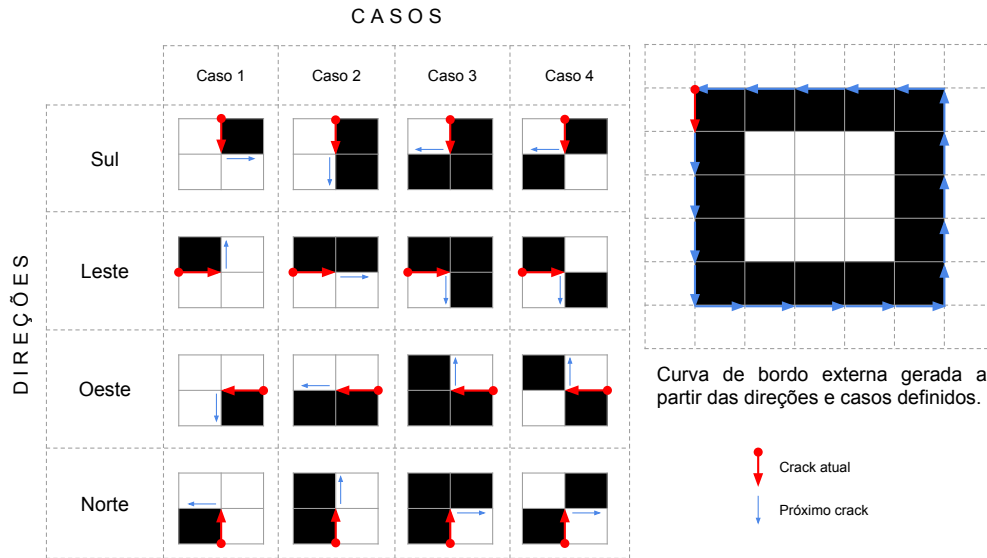 C A S O S
Caso 1
Caso 2
Caso 3
Caso 4
D I R E Ç Õ E S
Sul
Leste
Oeste
Norte
Curva de bordo externa gerada a
partir das direções e casos definidos.
Crack atual
Próximo crack